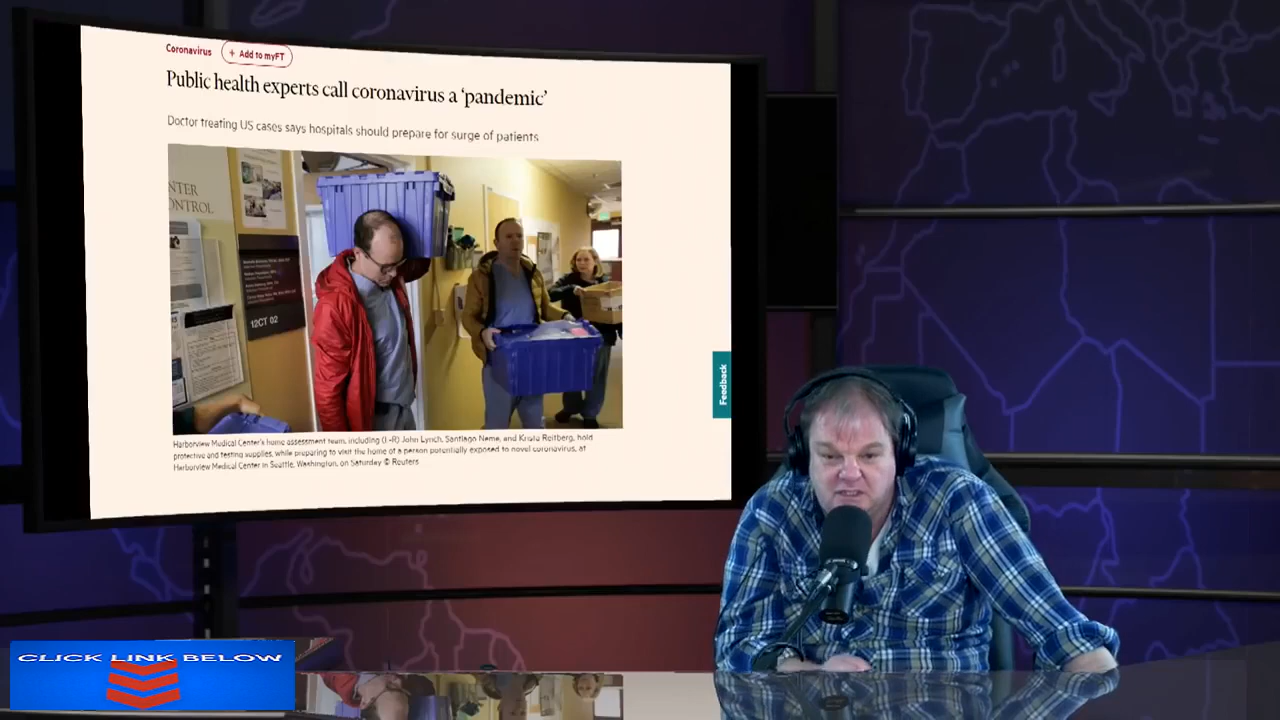 Coronavirus
+ Add to myFT
Public health experts call coronavirus a ‘pandemic’
Doctor treating US cases says hospitals should prepare for surge of patients
NTER
ONTROL
12CT 02
Harborview Medical Center's home assessment team, including (L-R) John Lynch, Santiago Neme, and Krista Reitberg, hold
protective and testing supplies, while preparing to visit the home of a person potentially exposed to novel coronavirus, at
Harborview Medical Center in Seattle, Washington, on Saturday © Reuters
Feedback
CLICK LINK BELOW